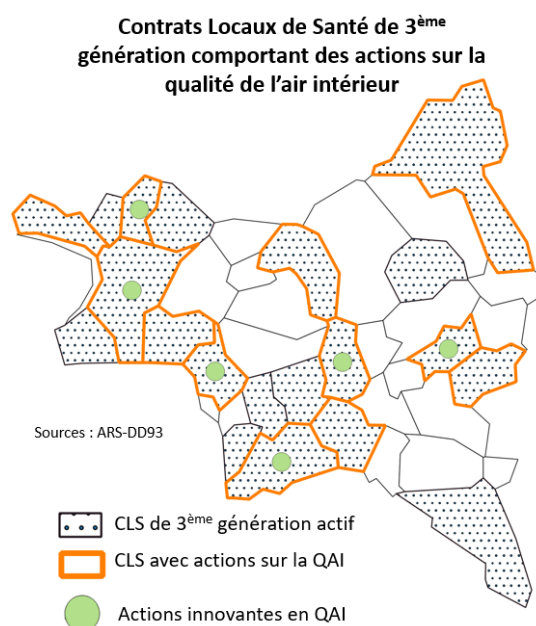 Contrats Locaux de Santé de 3ème
génération comportant des actions sur la
qualité de l’air intérieur
Sources : ARS-DD93
CLS de 3ème génération actif
CLS avec actions sur la QAI
Actions innovantes en QAI